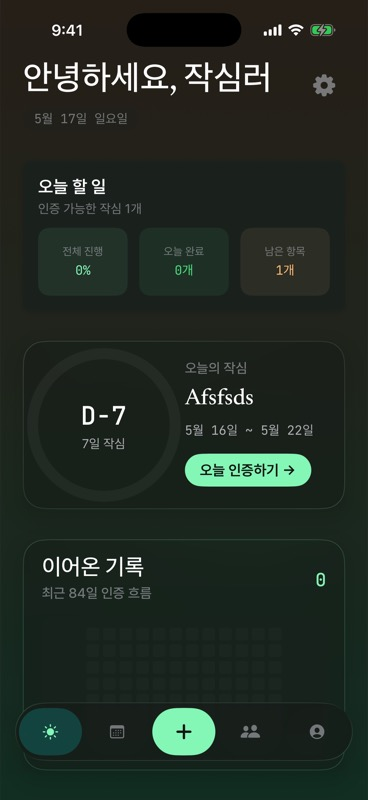 9:41
안녕하세요, 작심러
5월 17일 일요일
오늘 할 일
인증 가능한 작심 1개
전체 진행
오늘 완료
남은 항목
0%
0개
1개
오늘의 작심
Afsfsds
D-7
7일 작심
5월 16일 ~ 5월 22일
오늘 인증하기 →
이어온 기록
0
최근 84일 인증 흐름